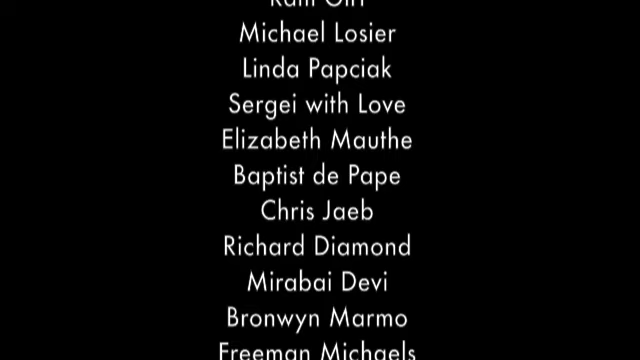 Michael Losier
Linda Papciak
Sergei with Love
Elizabeth Mauthe
Baptist de Pape
Chris Jaeb
Richard Diamond
Mirabai Devi
Bronwyn Marmo
Freeman Michaels